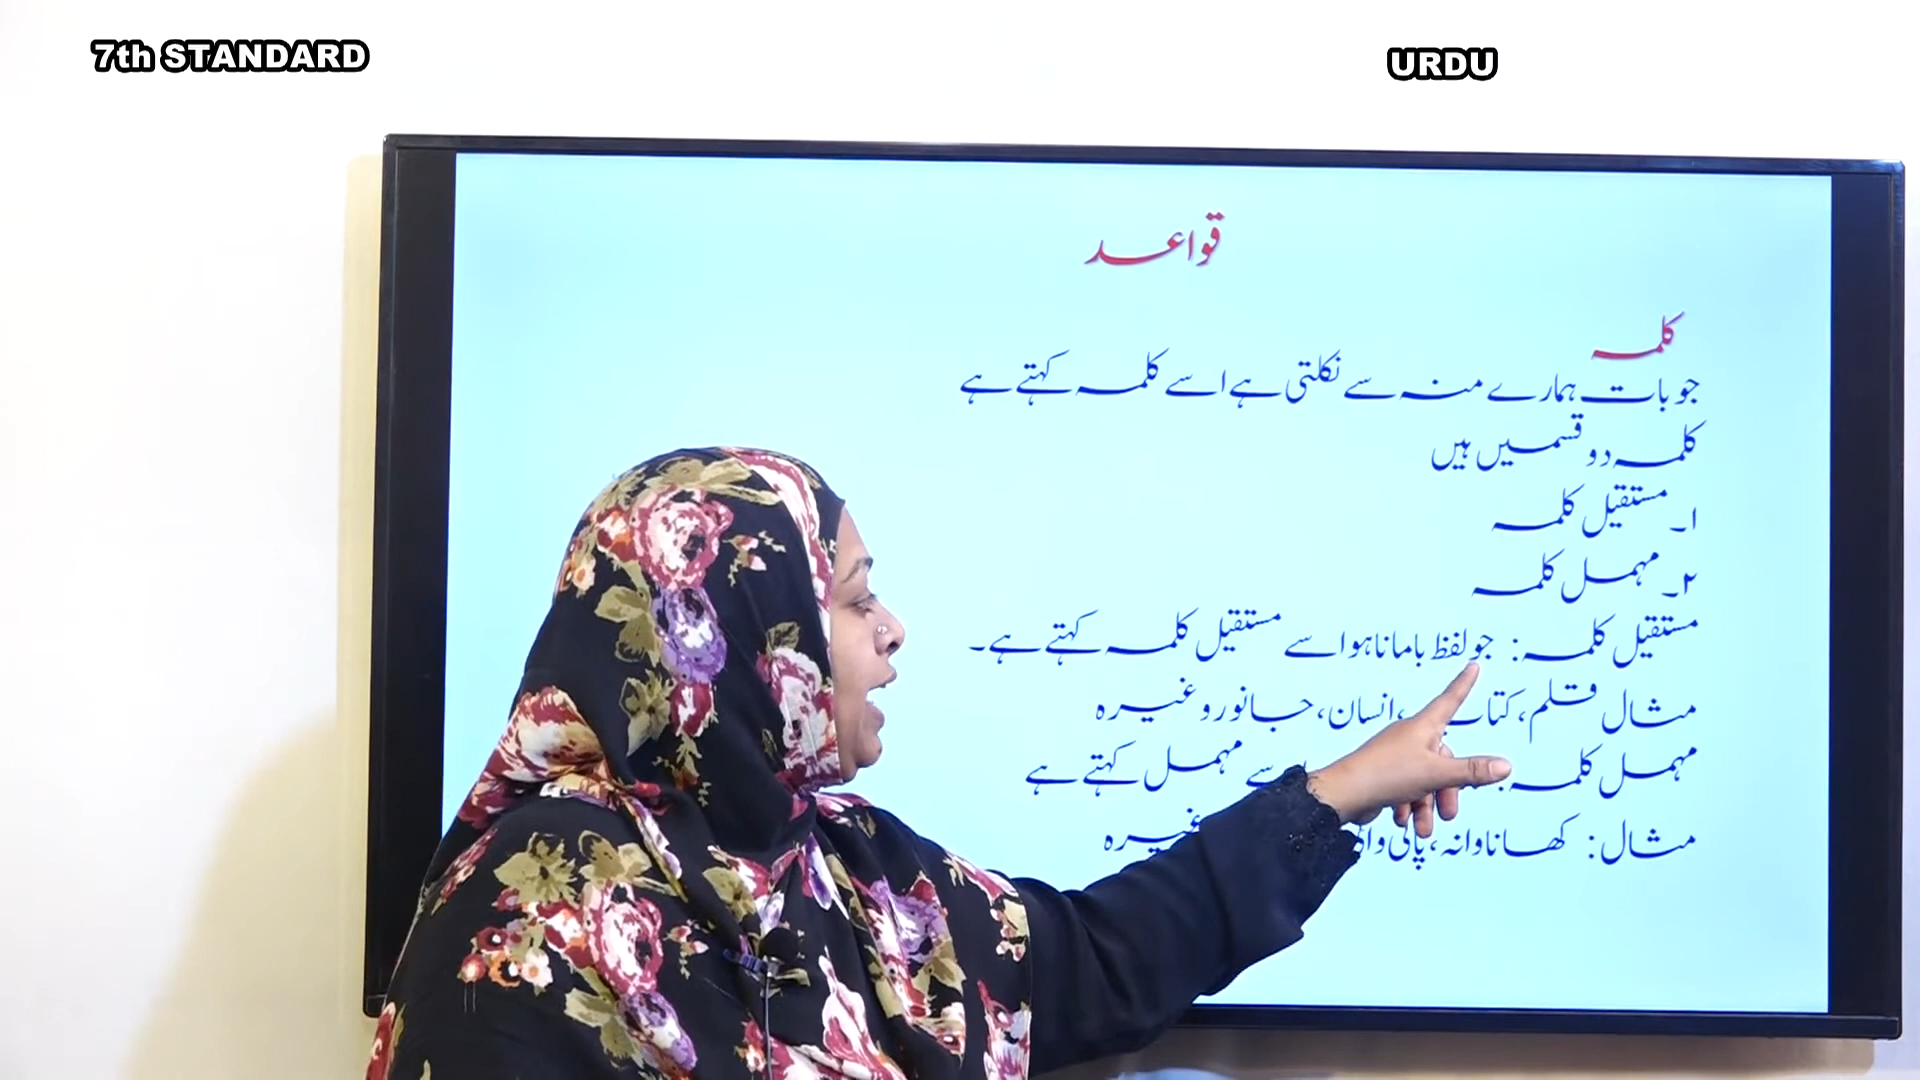 7th STANDARD
URDU
قواعد
کلمہ
جو بات ہمارے منہ سے نکلتی ہے اسے کلمہ کہتے ہے
کلمہ دو قسمیں ہیں
۱۔ مستقیل کلمہ
۲۔ مہمل کلمہ
مستقیل کلمہ: جو لفظ بامانا ہو اسے مستقیل کلمہ کہتے ہے۔
مثال قلم، کتاب، انسان، جانور وغیرہ
مہمل کلمہ مہمل کہتے ہے
مثال: کھانا وانہ، پانی